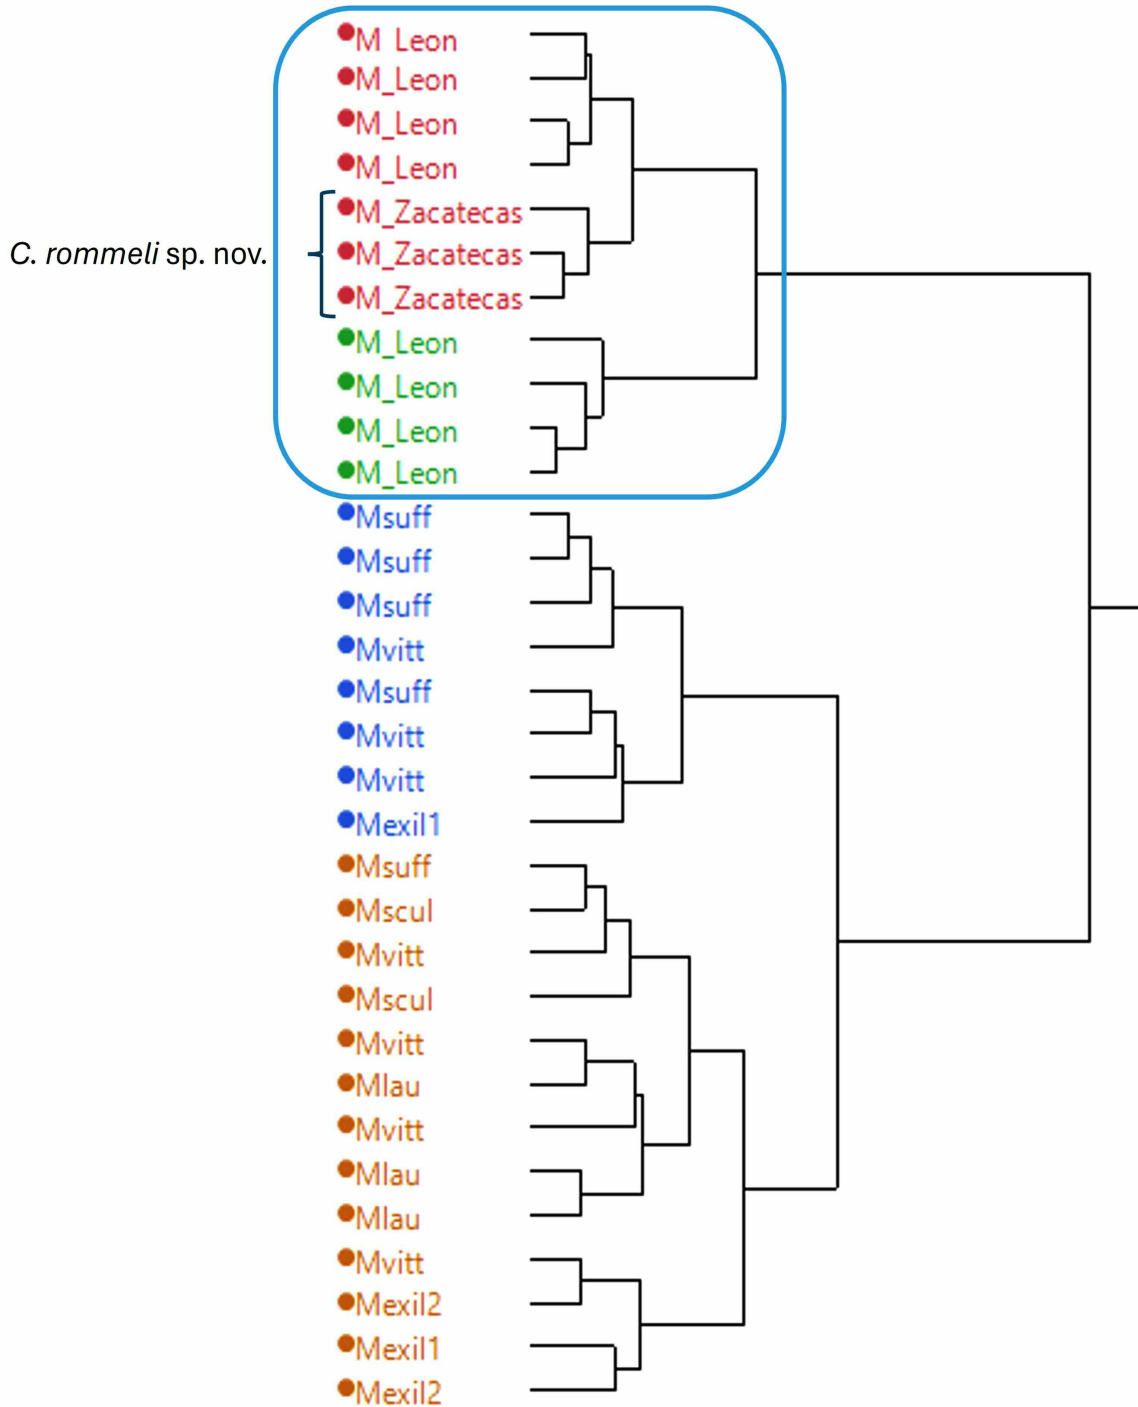 M Leon
M_Leon
M_Leon
M_Leon
M_Zacatecas
C. rommeli sp. nov.
M_Zacatecas
M_Zacatecas
M_Leon
M_Leon
M_Leon
M_Leon
Msuff
Msuff
Msuff
Mvitt
Msuff
Mvitt
Mvitt
Mexil1
Msuff
Mscul
Mvitt
Mscul
Mvitt
Mlau
Mvitt
Mlau
Mlau
Mvitt
Mexil2
Mexil1
Mexil2